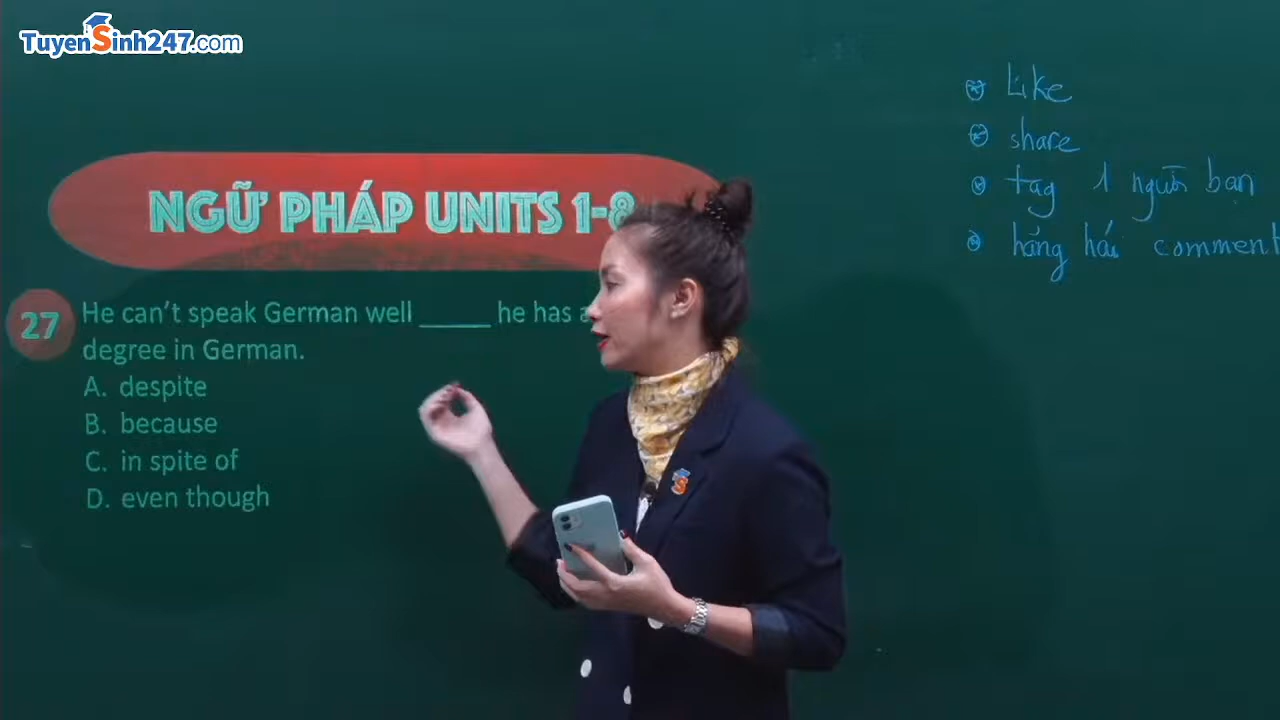 TuyenSinh247.com
Like
share
tag 1 người bạn
hăng hái comment
NGỮ PHÁP UNITS 1-8
27
He can't speak German well _____ he has a
degree in German.
A. despite
B. because
C. in spite of
D. even though